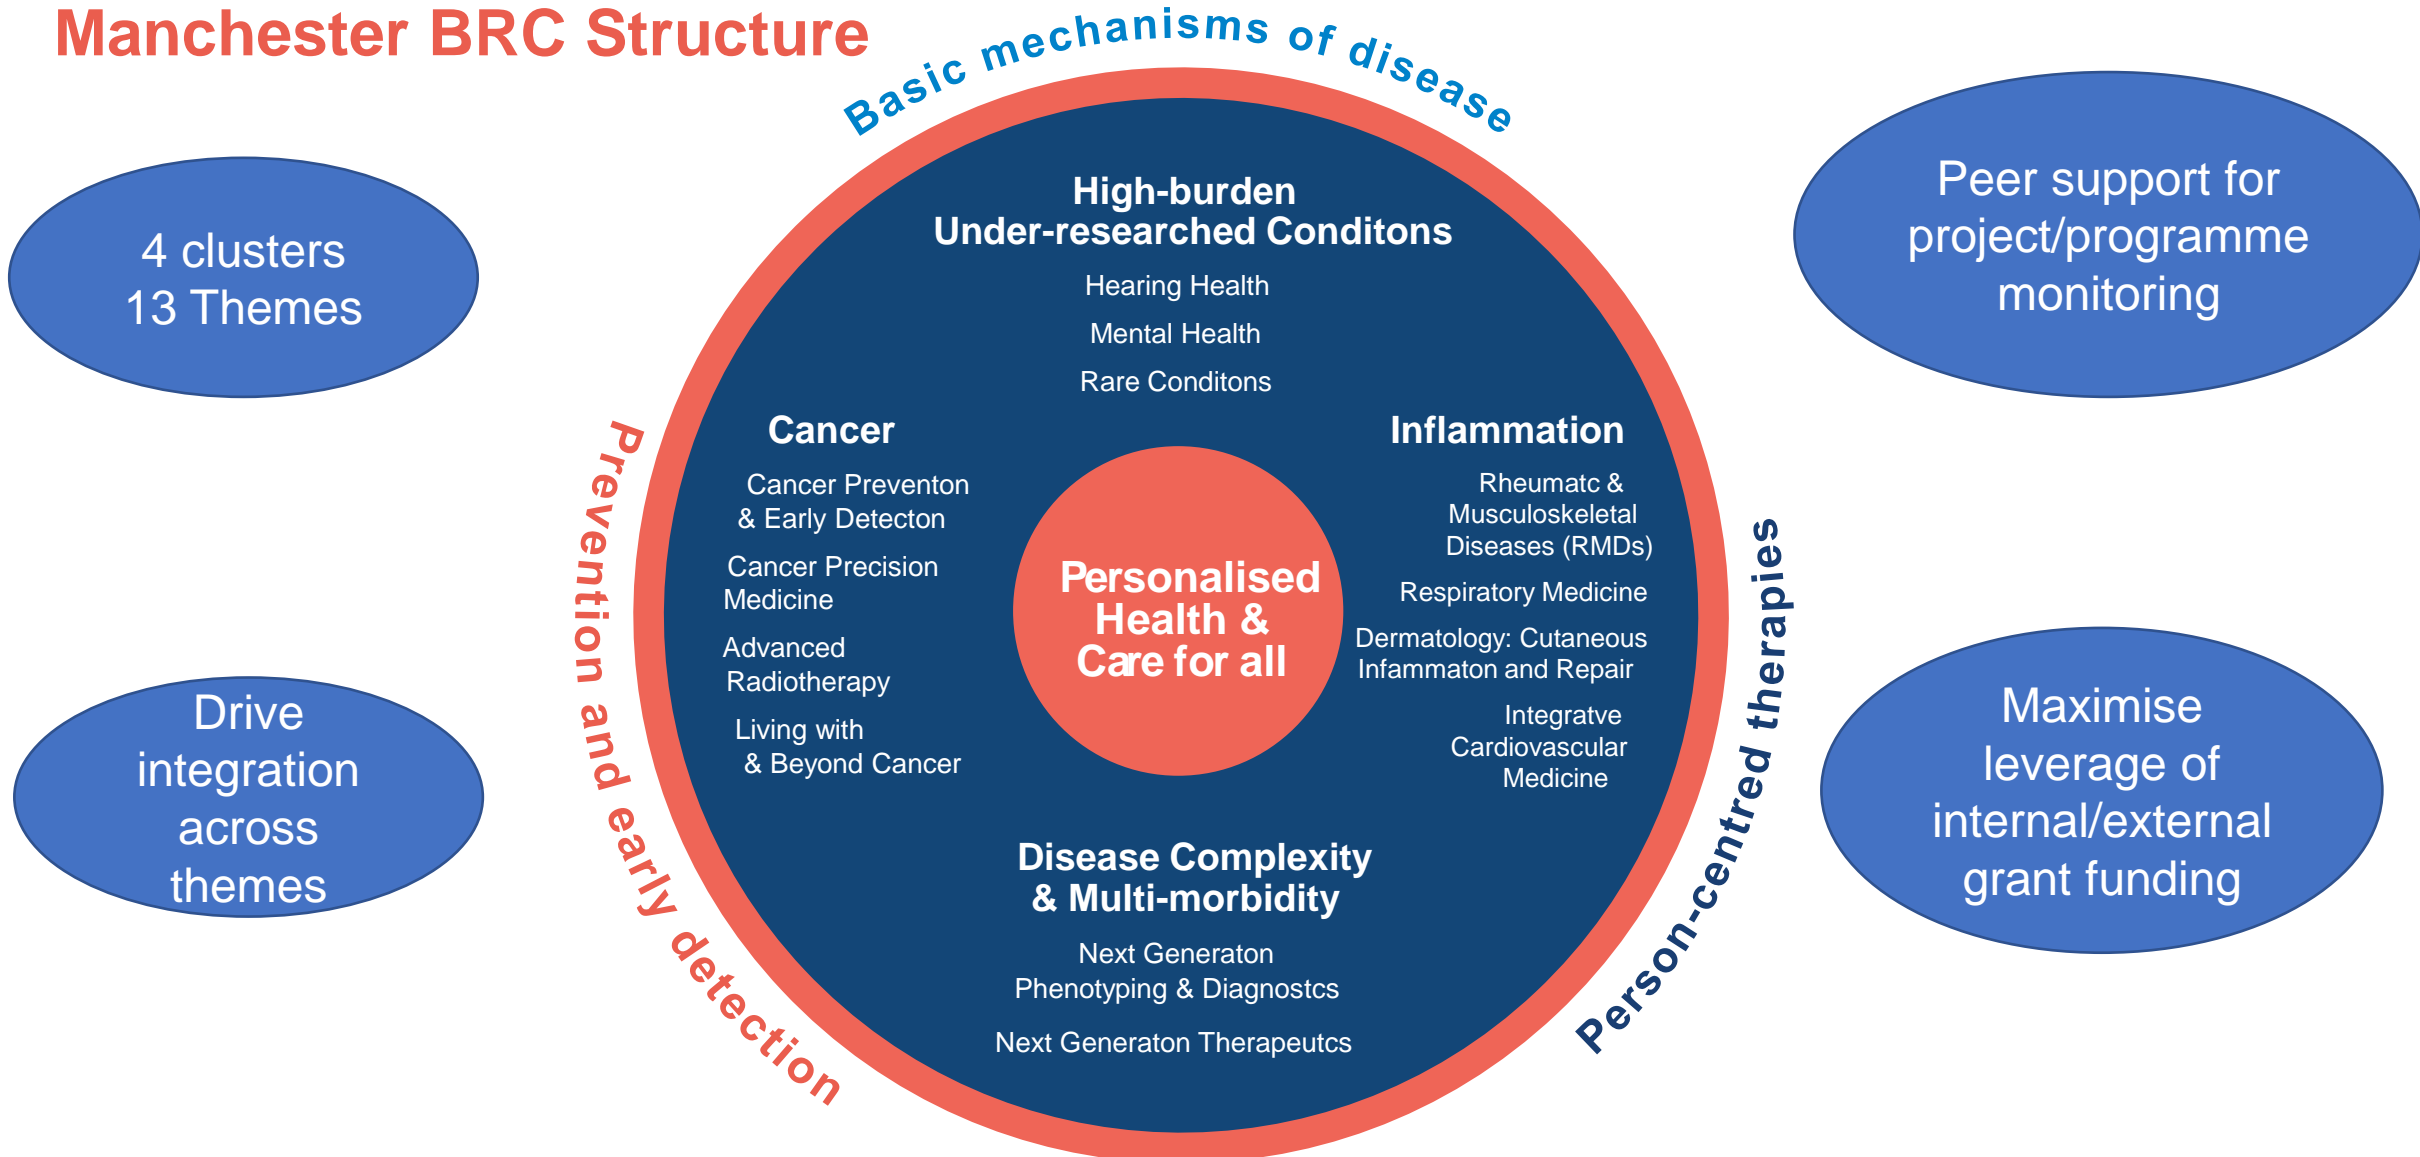 Manchester BRC Structure
Basic mechanisms of disease
4 clusters
13 Themes
Drive
integration
across
themes
Prevention and early detection
High-burden
Under-researched Conditons
Hearing Health
Mental Health
Rare Conditons
Cancer
Cancer Preventon
& Early Detecton
Cancer Precision
Medicine
Advanced
Radiotherapy
Living with
& Beyond Cancer
Personalised
Health &
Care for all
Inflammation
Rheumatc &
Musculoskeletal
Diseases (RMDs)
Respiratory Medicine
Dermatology: Cutaneous
Infammaton and Repair
Integratve
Cardiovascular
Medicine
Disease Complexity
& Multi-morbidity
Next Generaton
Phenotyping & Diagnostcs
Next Generaton Therapeutcs
Person-centred therapies
Peer support for
project/programme
monitoring
Maximise
leverage of
internal/external
grant funding